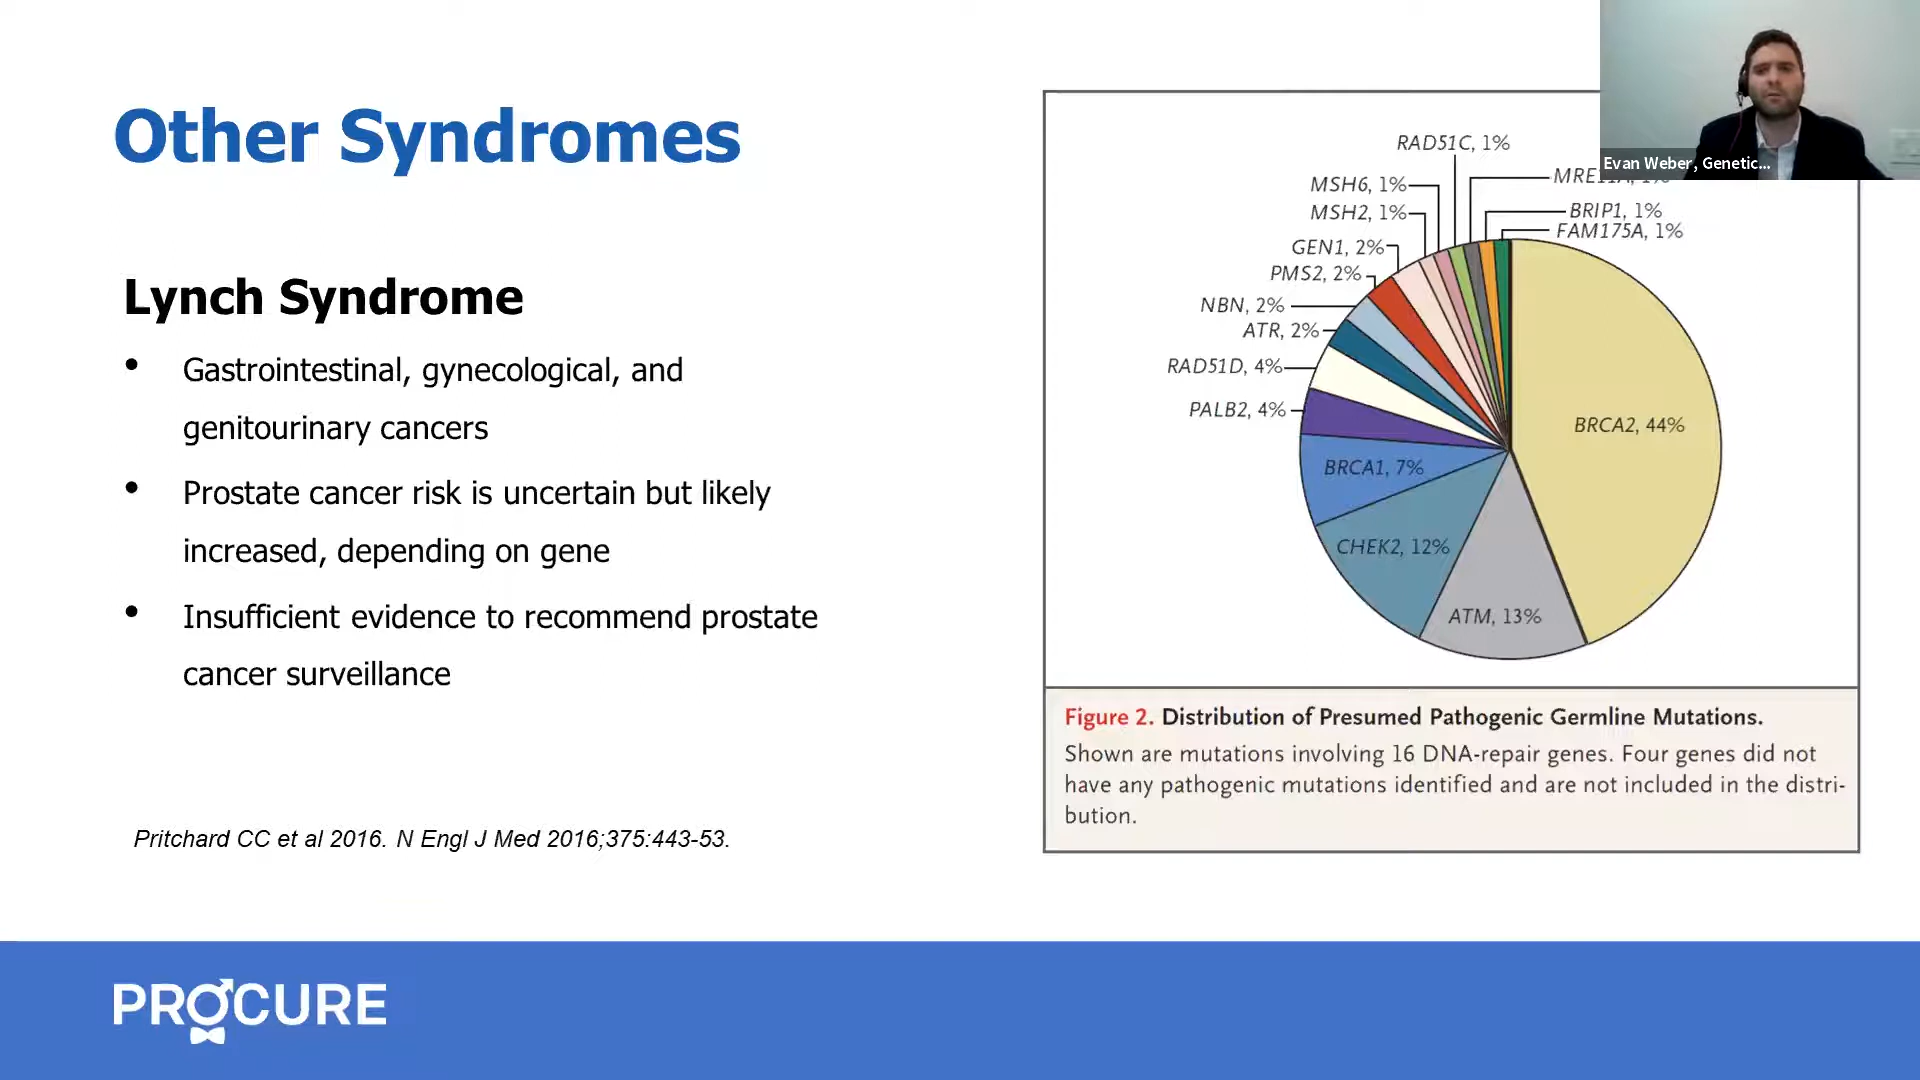 Other Syndromes
Lynch Syndrome
• Gastrointestinal, gynecological, and
genitourinary cancers
• Prostate cancer risk is uncertain but likely
increased, depending on gene
• Insufficient evidence to recommend prostate
cancer surveillance
Pritchard CC et al 2016. N Engl J Med 2016;375:443-53.
Evan Weber, Genetic...
RAD51C, 1%
MSH6, 1%
MSH2, 1%
GEN1, 2%
PMS2, 2%
NBN, 2%
ATR, 2%
RAD51D, 4%
PALB2, 4%
BRCA1, 7%
CHEK2, 12%
ATM, 13%
BRCA2, 44%
BRIP1, 1%
FAM175A, 1%
Figure 2. Distribution of Presumed Pathogenic Germline Mutations.
Shown are mutations involving 16 DNA-repair genes. Four genes did not
have any pathogenic mutations identified and are not included in the distri-
bution.
PROCURE